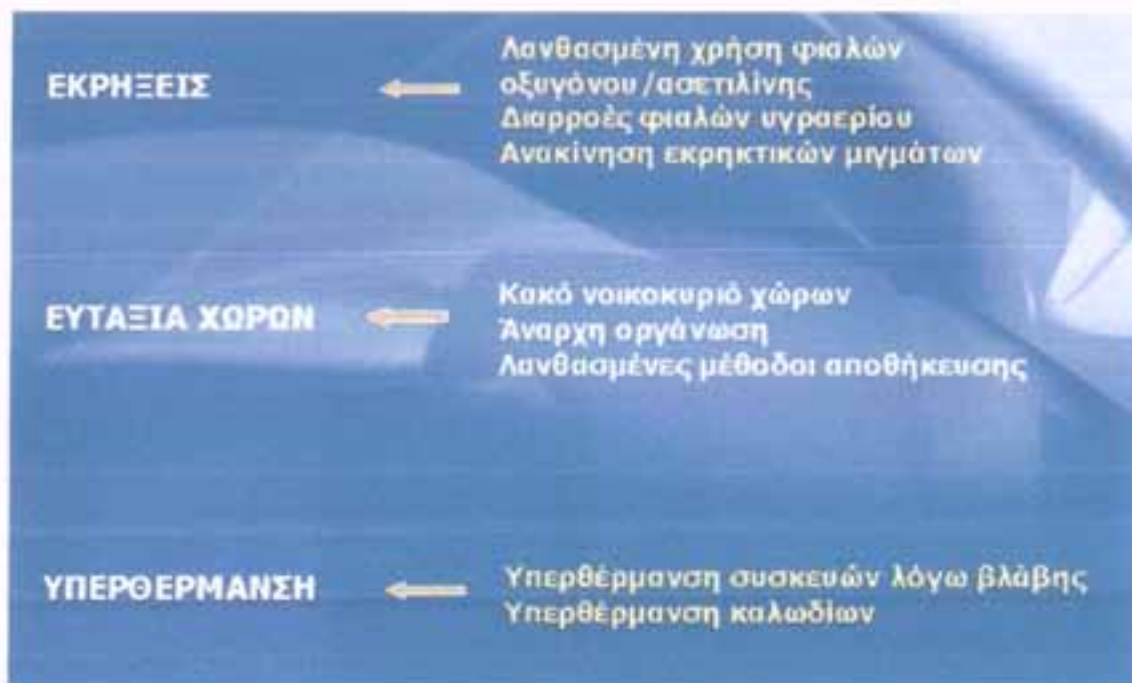 ΕΚΡΗΞΕΙΣ
Λανθασμένη χρήση φιαλών
οξυγόνου /ασετιλίνης
Διαρροές φιαλών υγραερίου
Ανακίνηση εκρηκτικών μιγμάτων
ΕΥΤΑΞΙΑ ΧΩΡΩΝ
Κακό νοικοκυριό χώρων
Άναρχη οργάνωση
Λανθασμένες μέθοδοι αποθήκευσης
ΥΠΕΡΘΕΡΜΑΝΣΗ
Υπερθέρμανση συσκευών λόγω βλάβης
Υπερθέρμανση καλωδίων